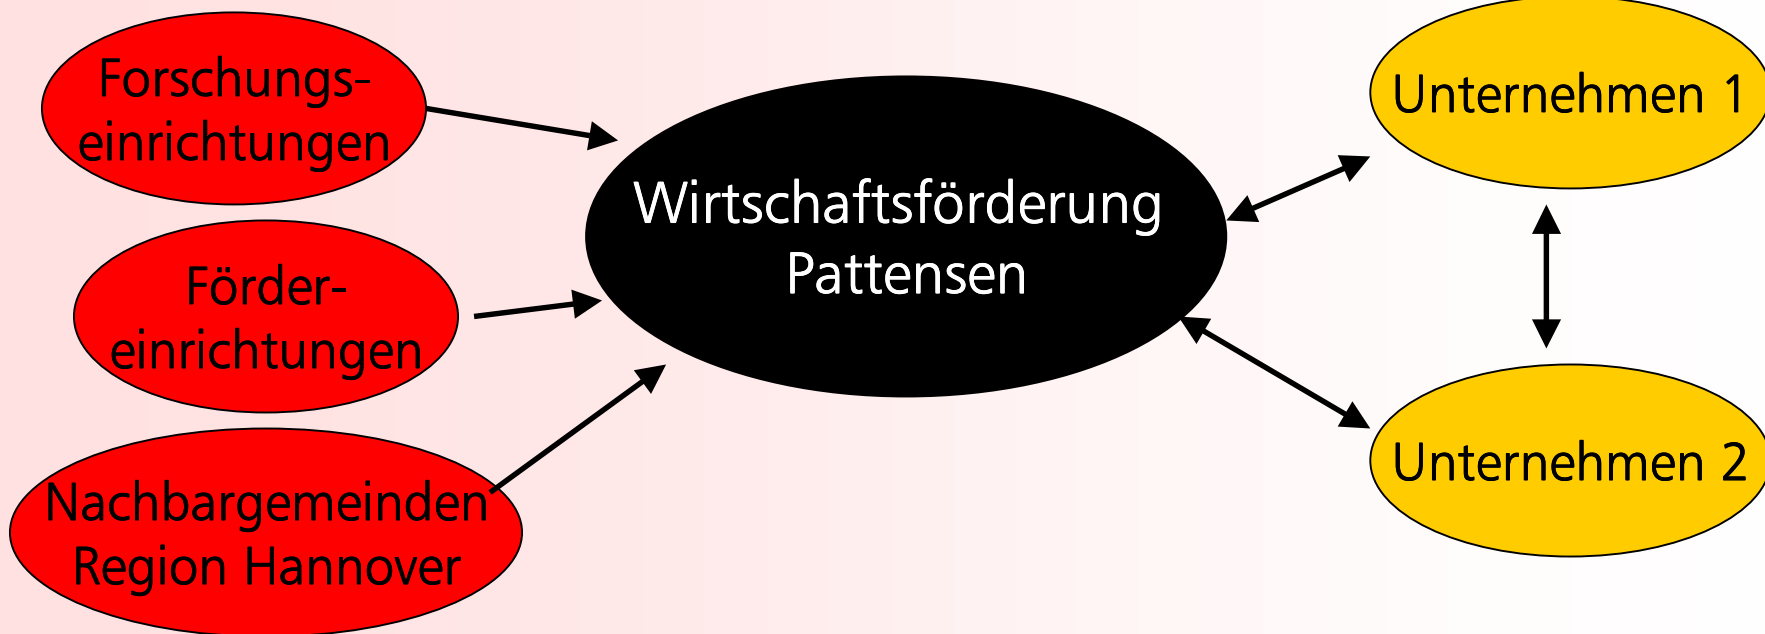 Forschungs-
einrichtungen
Förder-
einrichtungen
Nachbargemeinden
Region Hannover
Wirtschaftsförderung
Pattensen
Unternehmen 1
Unternehmen 2